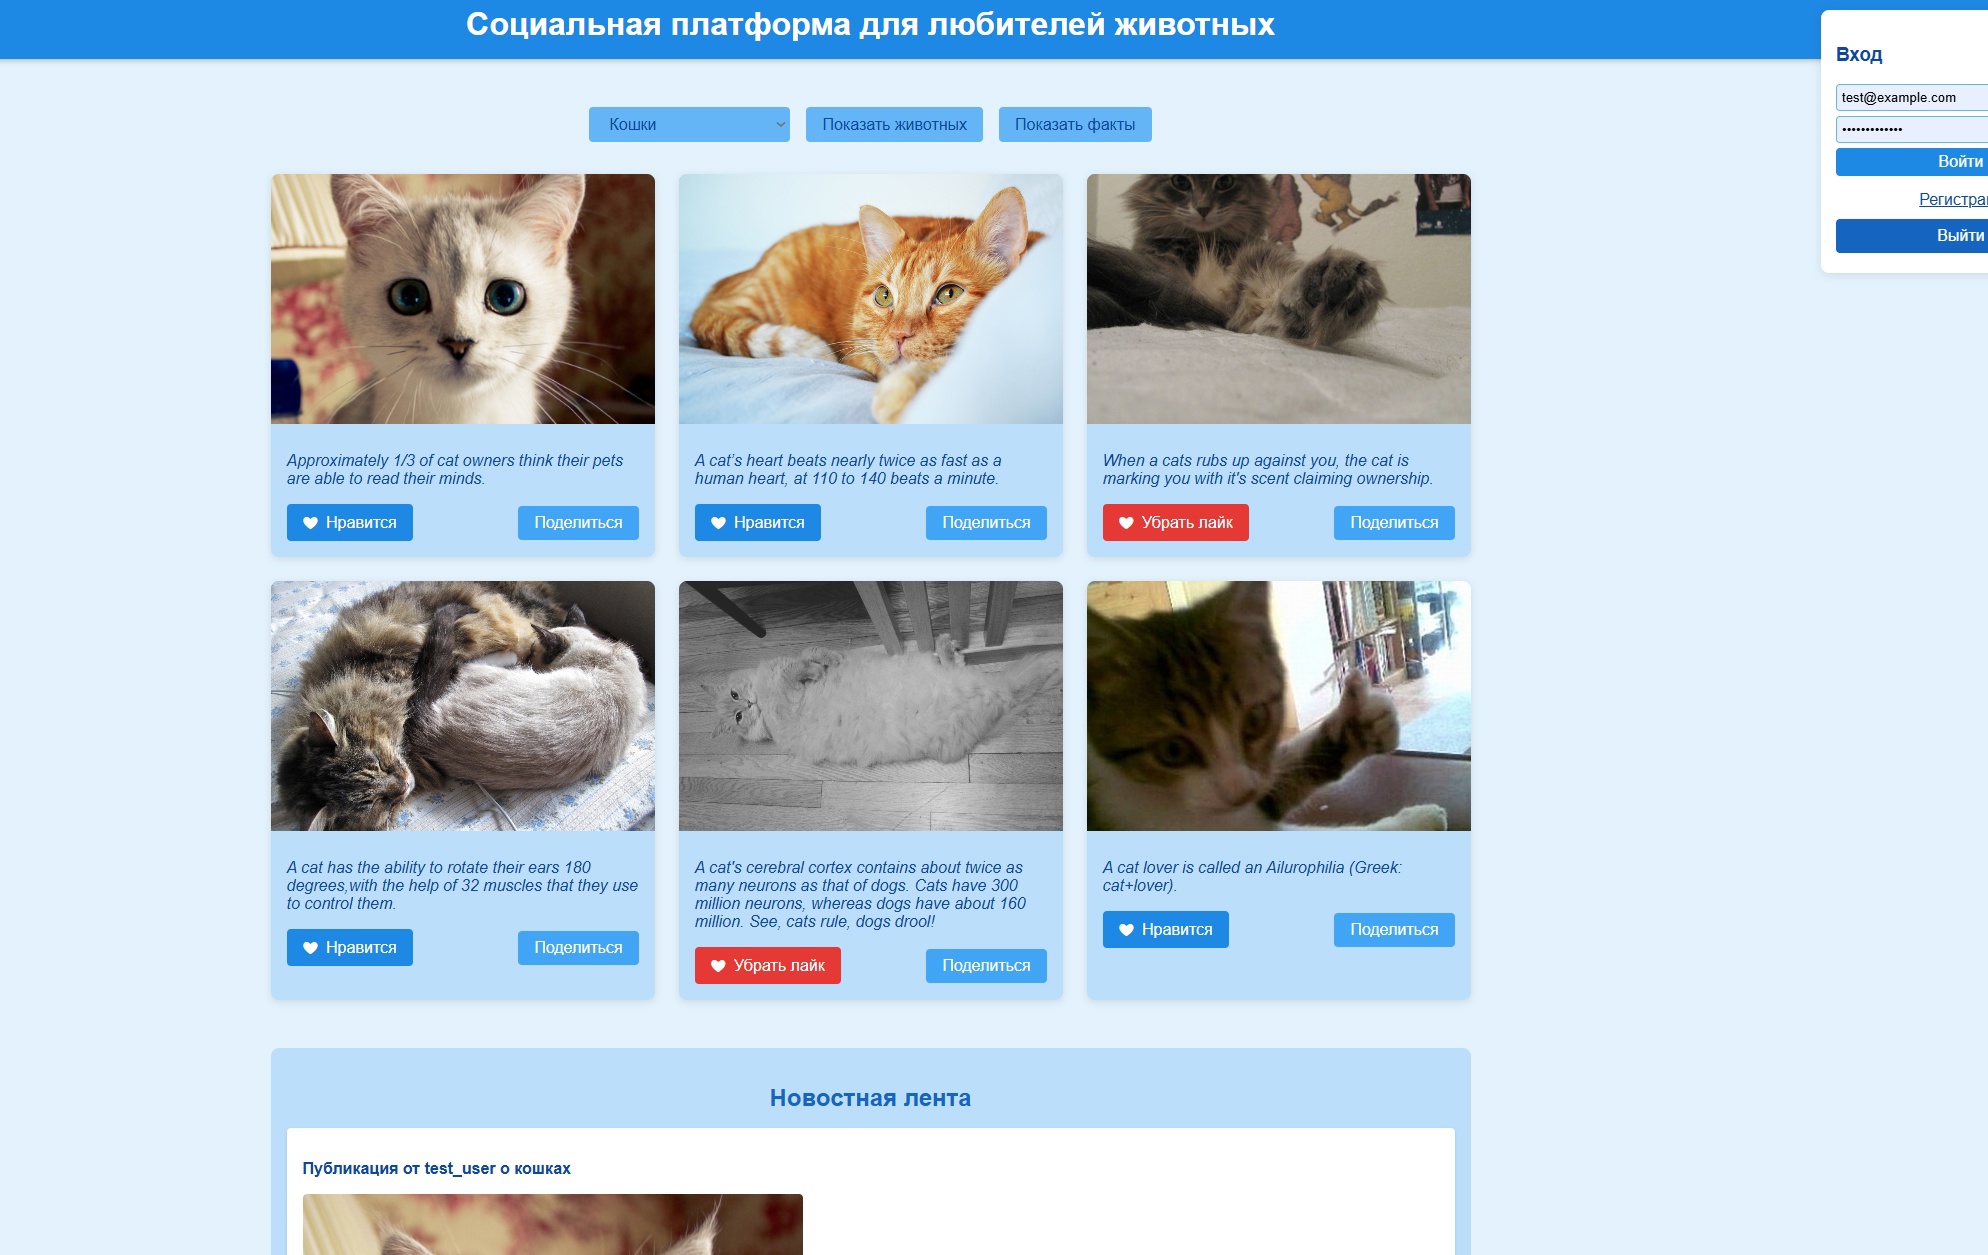 Социальная платформа для любителей животных
Вход
test@example.com
•••••••••••••
Войти
Регистра
Выйти
Кошки
Показать животных
Показать факты
Approximately 1/3 of cat owners think their pets
are able to read their minds.
Нравится
Поделиться
A cat’s heart beats nearly twice as fast as a
human heart, at 110 to 140 beats a minute.
Нравится
Поделиться
When a cats rubs up against you, the cat is
marking you with it's scent claiming ownership.
Убрать лайк
Поделиться
A cat has the ability to rotate their ears 180
degrees,with the help of 32 muscles that they use
to control them.
Нравится
Поделиться
A cat's cerebral cortex contains about twice as
many neurons as that of dogs. Cats have 300
million neurons, whereas dogs have about 160
million. See, cats rule, dogs drool!
Убрать лайк
Поделиться
A cat lover is called an Ailurophilia (Greek:
cat+lover).
Нравится
Поделиться
Новостная лента
Публикация от test_user о кошках